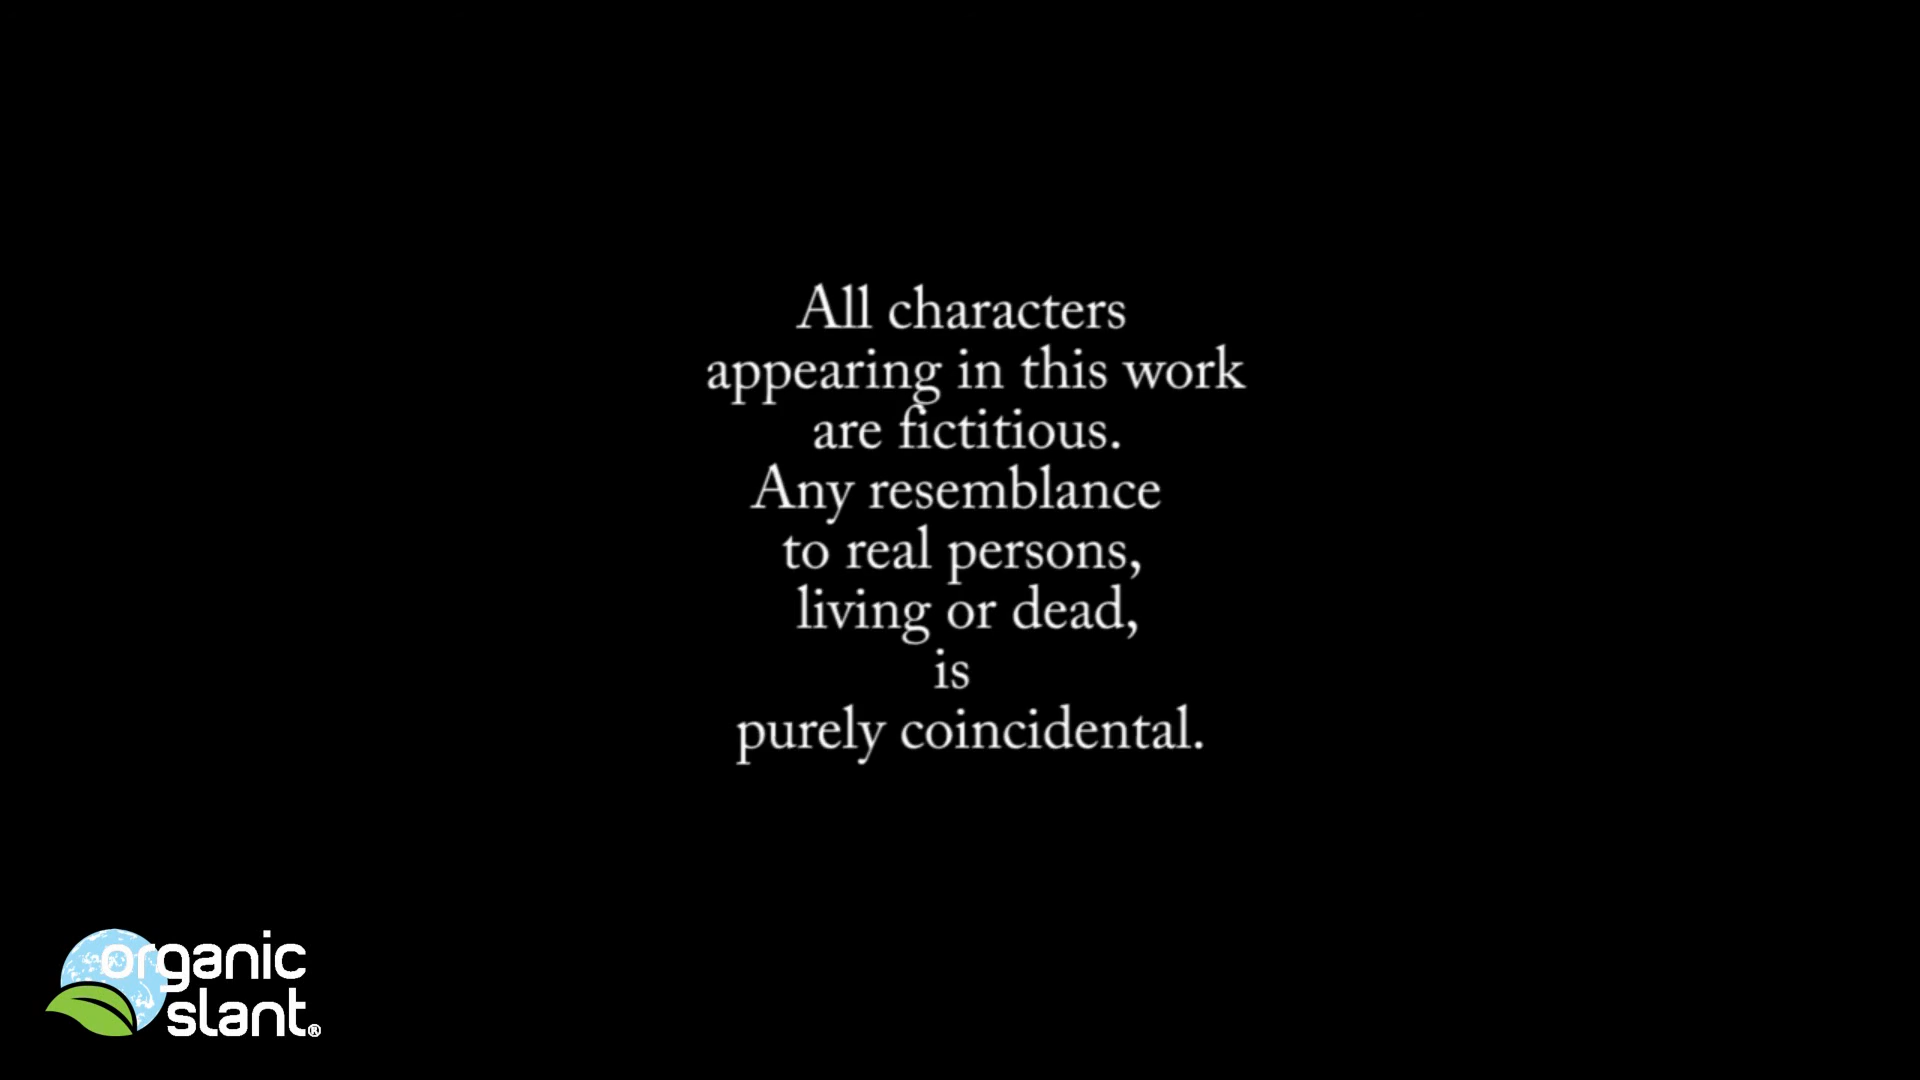 All characters
appearing in this work
are fictitious.
Any resemblance
to real persons,
living or dead,
is
purely coincidental.
organic
slant®